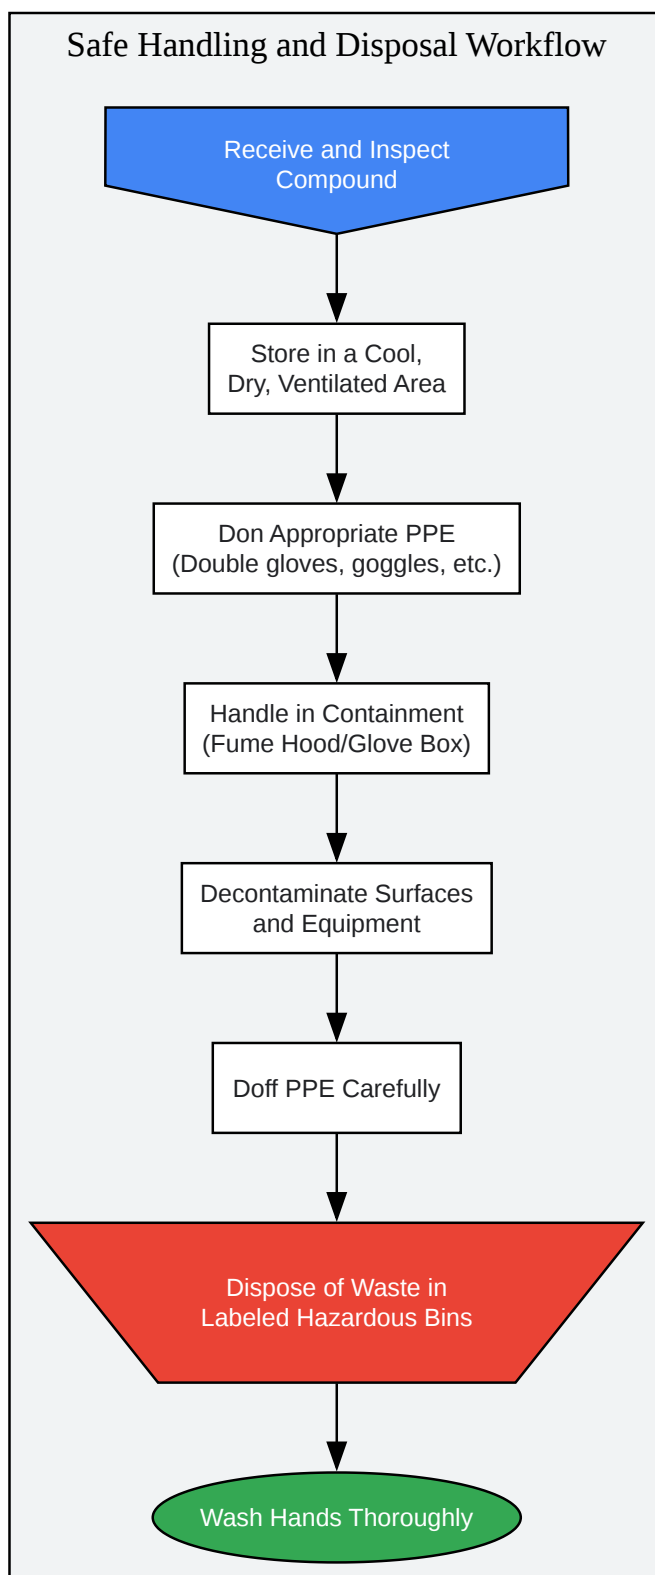 Safe Handling and Disposal Workflow
Receive and Inspect
Compound
Store in a Cool,
Dry, Ventilated Area
Don Appropriate PPE
(Double gloves, goggles, etc.)
Handle in Containment
(Fume Hood/Glove Box)
Decontaminate Surfaces
and Equipment
Doff PPE Carefully
Dispose of Waste in
Labeled Hazardous Bins
Wash Hands Thoroughly